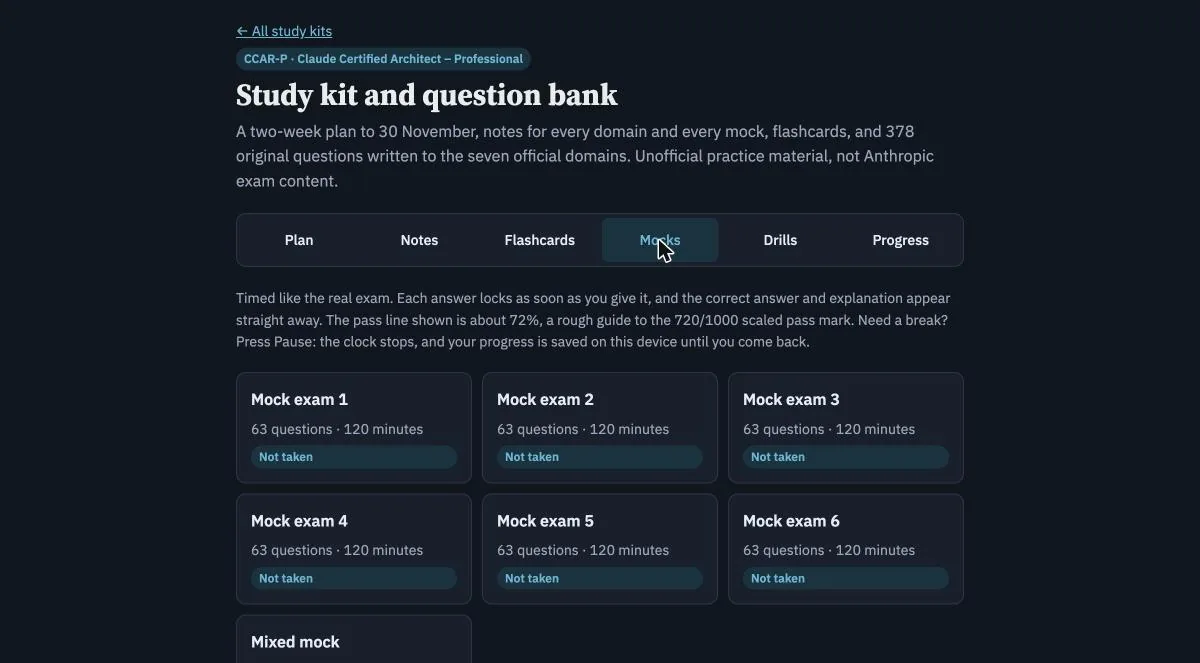 ← All study kits
CCAR-P · Claude Certified Architect – Professional
Study kit and question bank
A two-week plan to 30 November, notes for every domain and every mock, flashcards, and 378
original questions written to the seven official domains. Unofficial practice material, not Anthropic
exam content.
Plan Notes Flashcards Mocks Drills Progress
Timed like the real exam. Each answer locks as soon as you give it, and the correct answer and explanation appear
straight away. The pass line shown is about 72%, a rough guide to the 720/1000 scaled pass mark. Need a break?
Press Pause: the clock stops, and your progress is saved on this device until you come back.
Mock exam 1
63 questions · 120 minutes
Not taken
Mock exam 2
63 questions · 120 minutes
Not taken
Mock exam 3
63 questions · 120 minutes
Not taken
Mock exam 4
63 questions · 120 minutes
Not taken
Mock exam 5
63 questions · 120 minutes
Not taken
Mock exam 6
63 questions · 120 minutes
Not taken
Mixed mock